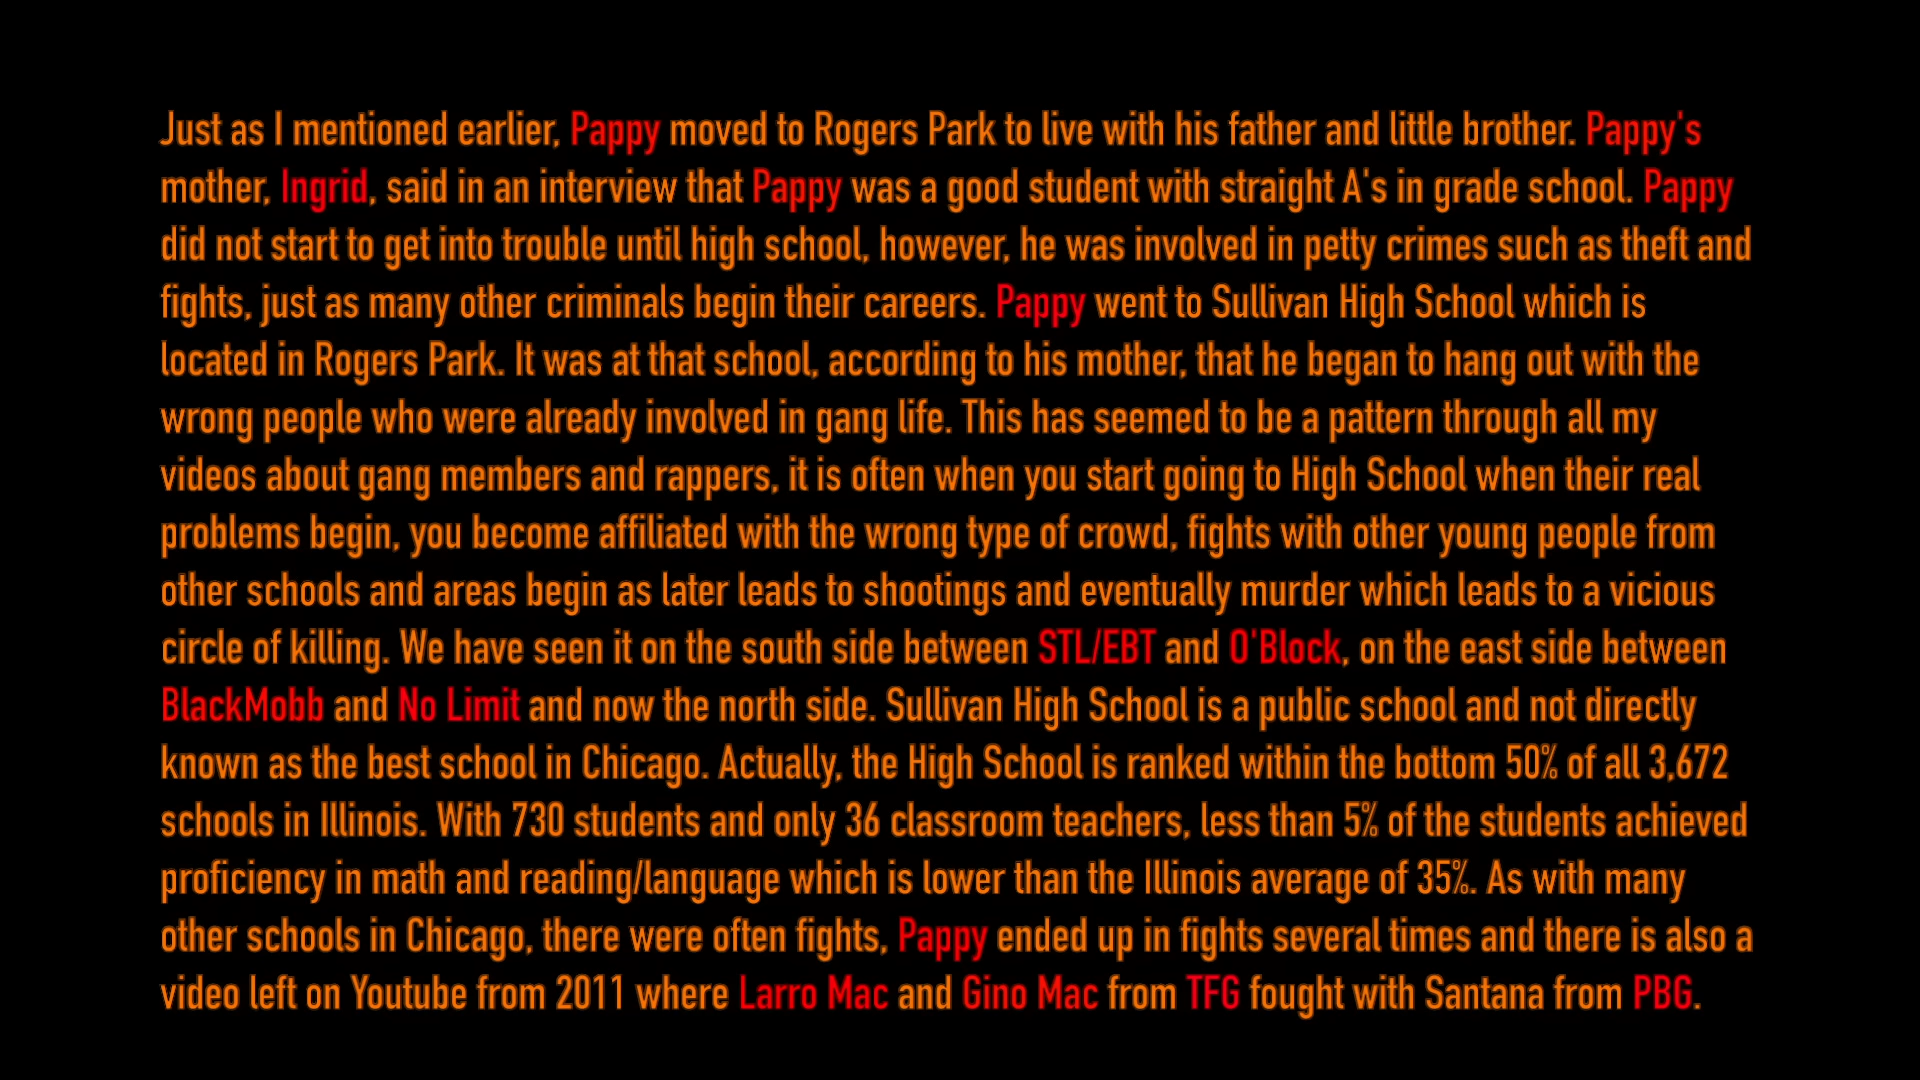 Just as I mentioned earlier, Pappy moved to Rogers Park to live with his father and little brother. Pappy's
mother, Ingrid, said in an interview that Pappy was a good student with straight A's in grade school. Pappy
did not start to get into trouble until high school, however, he was involved in petty crimes such as theft and
fights, just as many other criminals begin their careers. Pappy went to Sullivan High School which is
located in Rogers Park. It was at that school, according to his mother, that he began to hang out with the
wrong people who were already involved in gang life. This has seemed to be a pattern through all my
videos about gang members and rappers, it is often when you start going to High School when their real
problems begin, you become affiliated with the wrong type of crowd, fights with other young people from
other schools and areas begin as later leads to shootings and eventually murder which leads to a vicious
circle of killing. We have seen it on the south side between STL/EBT and O'Block, on the east side between
BlackMobb and No Limit and now the north side. Sullivan High School is a public school and not directly
known as the best school in Chicago. Actually, the High School is ranked within the bottom 50% of all 3,672
schools in Illinois. With 730 students and only 36 classroom teachers, less than 5% of the students achieved
proficiency in math and reading/language which is lower than the Illinois average of 35%. As with many
other schools in Chicago, there were often fights, Pappy ended up in fights several times and there is also a
video left on Youtube from 2011 where Larro Mac and Gino Mac from TFG fought with Santana from PBG.